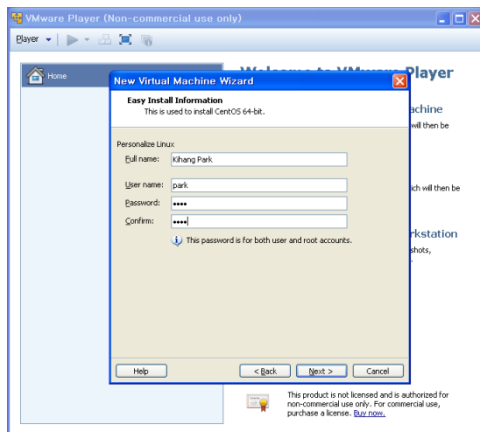 VMware Player (Non-commercial use only)
Player
Home
Player
achine
will then be
ich will then be
rkstation
shots,
New Virtual Machine Wizard
Easy Install Information
This is used to install CentOS 64-bit.
Personalize Linux
Full name: Kihang Park
User name: park
Password: ••••
Confirm: ••••
This password is for both user and root accounts.
Help < Back Next > Cancel
This product is not licensed and is authorized for
non-commercial use only. For commercial use,
purchase a license. Buy now.